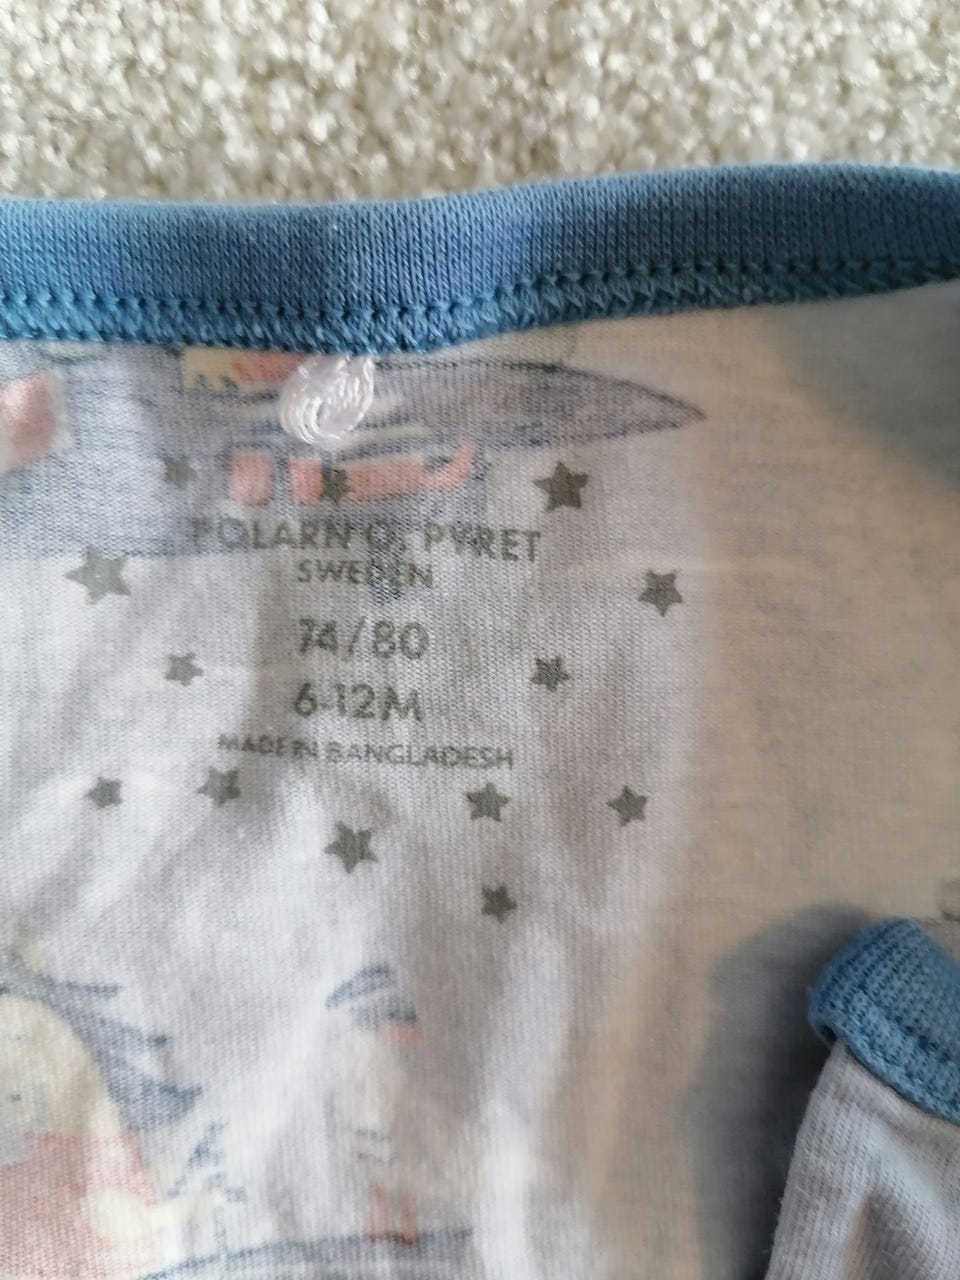 POLARN O. PYRET
SWEDEN
74/80
6-12M
MADE IN BANGLADESH